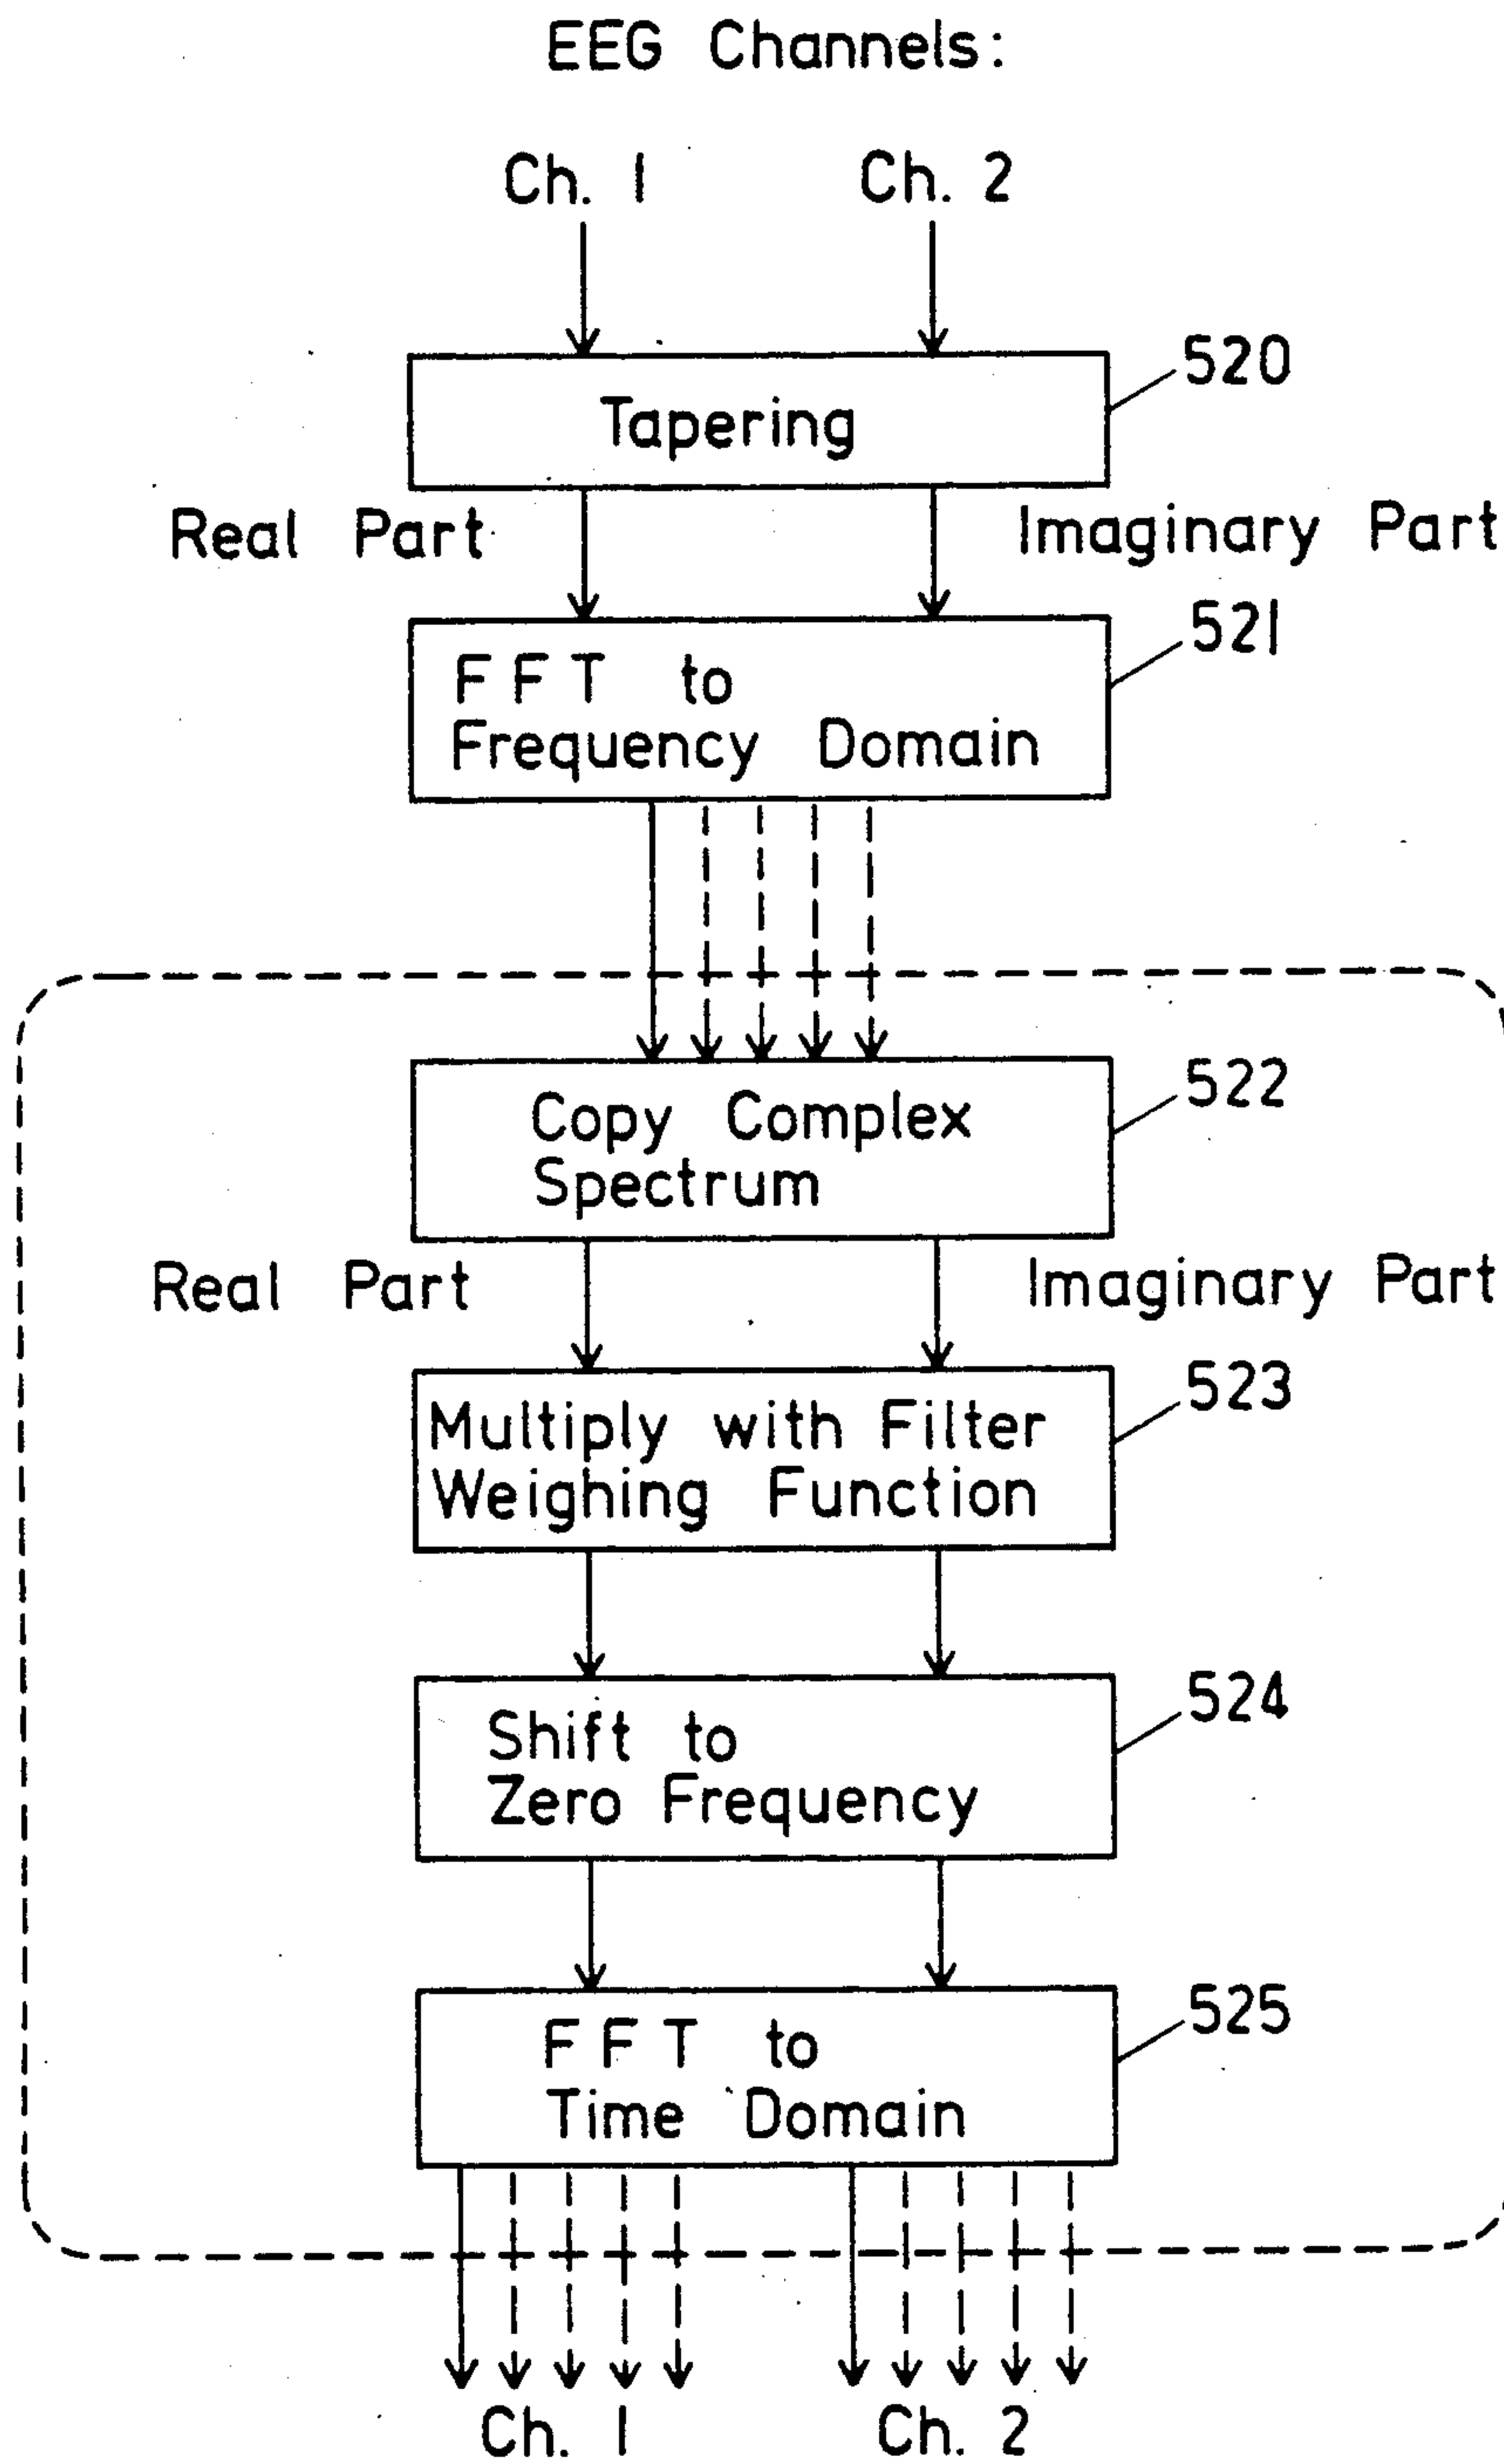 EEG Channels:
Ch. 1 Ch. 2
520
Tapering
Real Part Imaginary Part
521
FFT to
Frequency Domain
522
Copy Complex
Spectrum
Real Part Imaginary Part
523
Multiply with Filter
Weighing Function
524
Shift to
Zero Frequency
525
FFT to
Time Domain
Ch. 1 Ch. 2